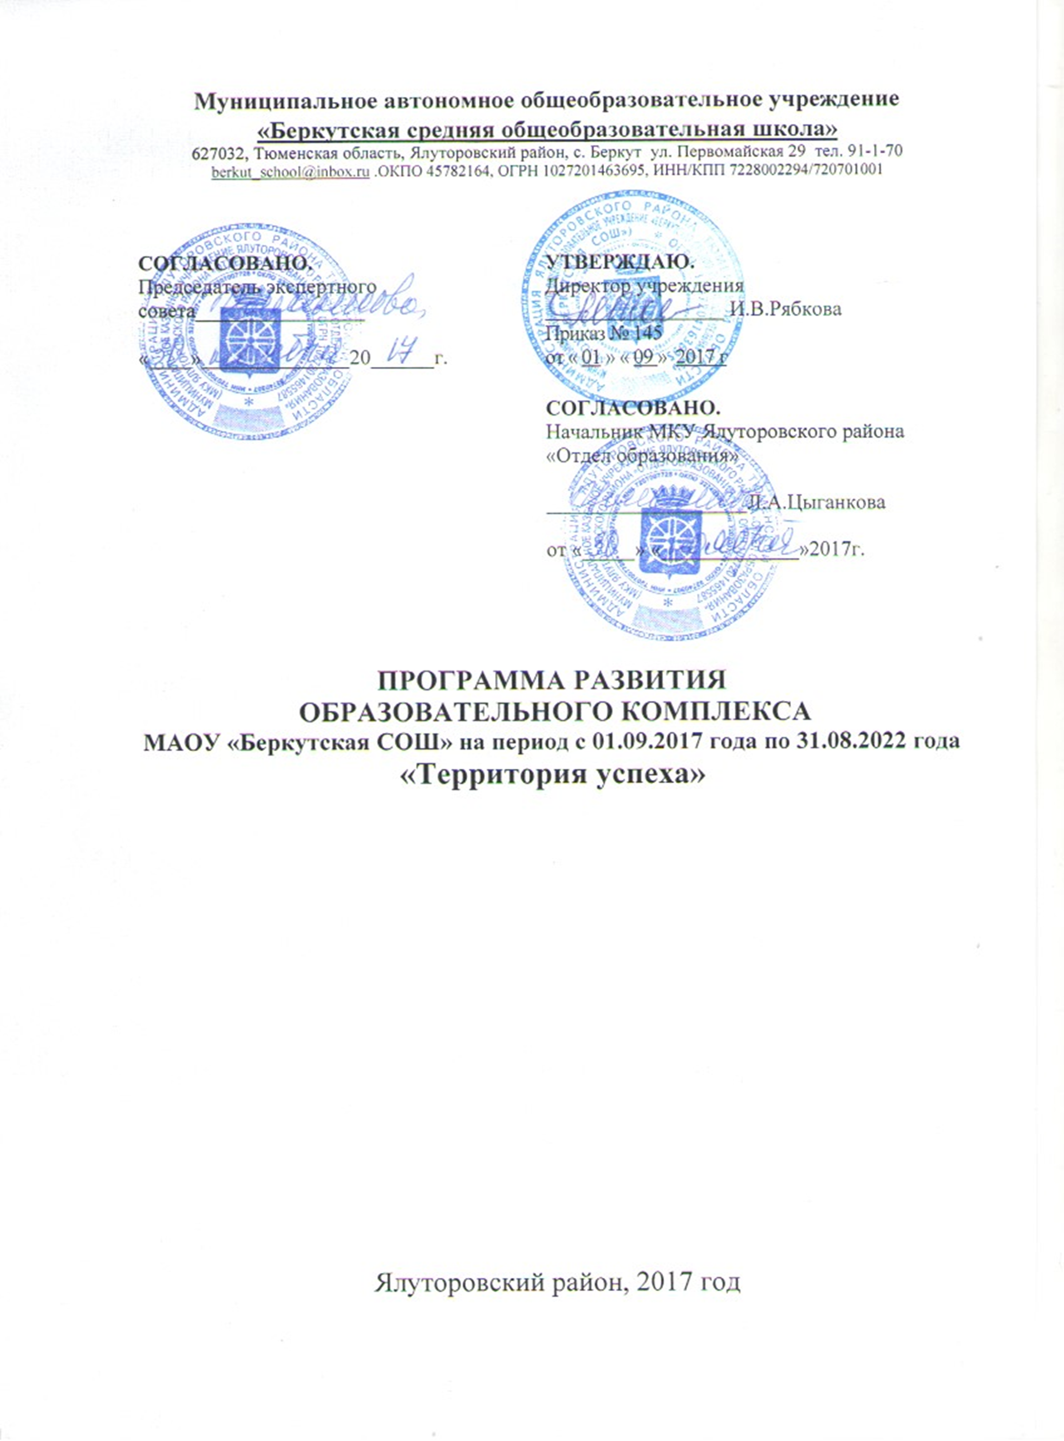 Муниципальное автономное общеобразовательное учреждение
«Беркутская средняя общеобразовательная школа»
627032, Тюменская область, Ялуторовский район, с. Беркут ул. Первомайская 29 тел. 91-1-70
berkut_school@inbox.ru .ОКПО 45782164, ОГРН 1027201463695, ИНН/КПП 7228002294/720701001
СОГЛАСОВАНО.
Председатель экспертного
совета
« » 20 17 г.
УТВЕРЖДАЮ.
Директор учреждения
И.В.Рябкова
Приказ № 145
от « 01 » « 09 » 2017 г
СОГЛАСОВАНО.
Начальник МКУ Ялуторовского района
«Отдел образования»
Л.А.Цыганкова
от « » « »2017г.
ПРОГРАММА РАЗВИТИЯ
ОБРАЗОВАТЕЛЬНОГО КОМПЛЕКСА
МАОУ «Беркутская СОШ» на период с 01.09.2017 года по 31.08.2022 года
«Территория успеха»
Ялуторовский район, 2017 год